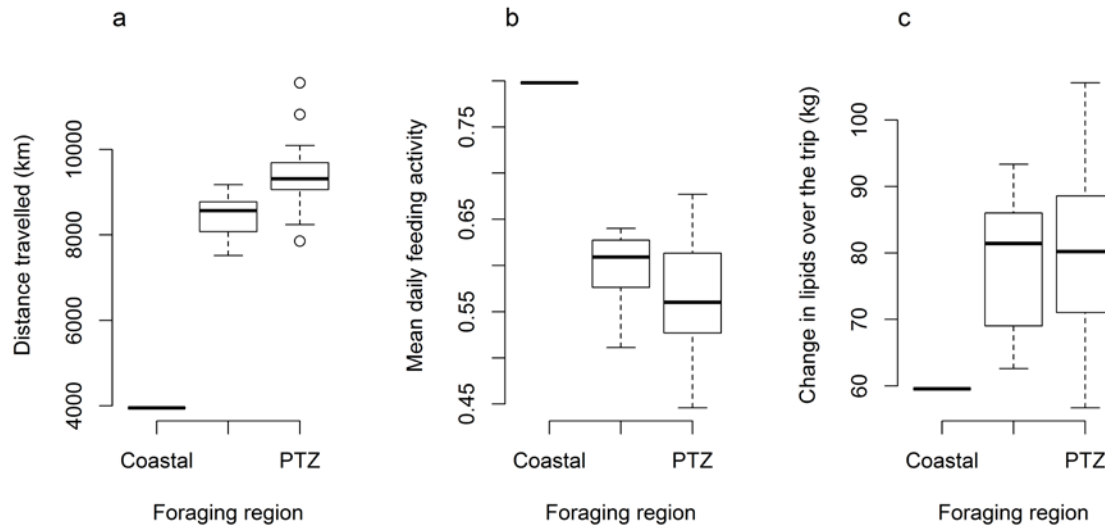 a
Distance travelled (km)
10000
8000
6000
4000
Coastal
PTZ
Foraging region
b
Mean daily feeding activity
0.75
0.65
0.55
0.45
Coastal
PTZ
Foraging region
c
Change in lipids over the trip (kg)
100
90
80
70
60
Coastal
PTZ
Foraging region